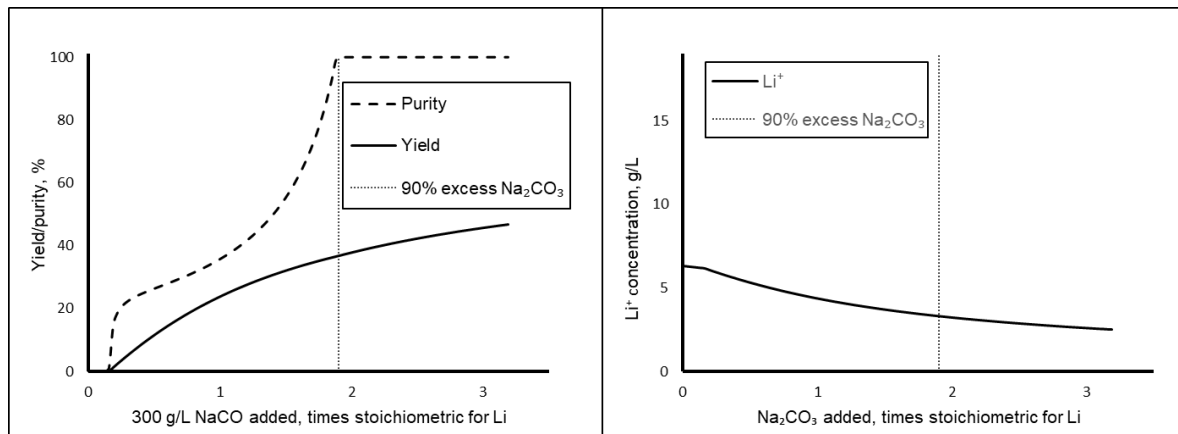 100
80
60
40
20
0
Yield/purity, %
Purity
Yield
90% excess Na₂CO₃
0 1 2 3
300 g/L NaCO added, times stoichiometric for Li
15
10
5
0
Li⁺ concentration, g/L
Li⁺
90% excess Na₂CO₃
0 1 2 3
Na₂CO₃ added, times stoichiometric for Li